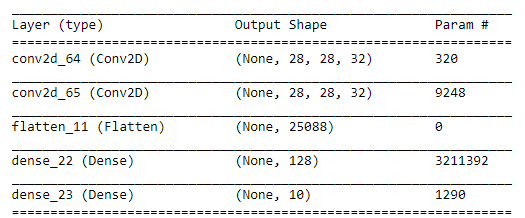 Layer (type) Output Shape Param #
conv2d_64 (Conv2D) (None, 28, 28, 32) 320
conv2d_65 (Conv2D) (None, 28, 28, 32) 9248
flatten_11 (Flatten) (None, 25088) 0
dense_22 (Dense) (None, 128) 3211392
dense_23 (Dense) (None, 10) 1290